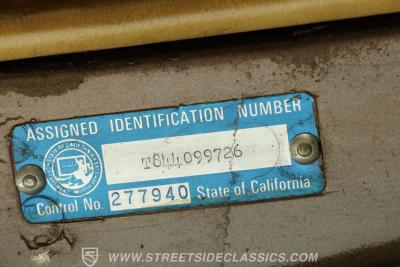 ASSIGNED IDENTIFICATION NUMBER
T844099726
Control No. 277940 State of California
WWW.STREETSIDECLASSICS.COM